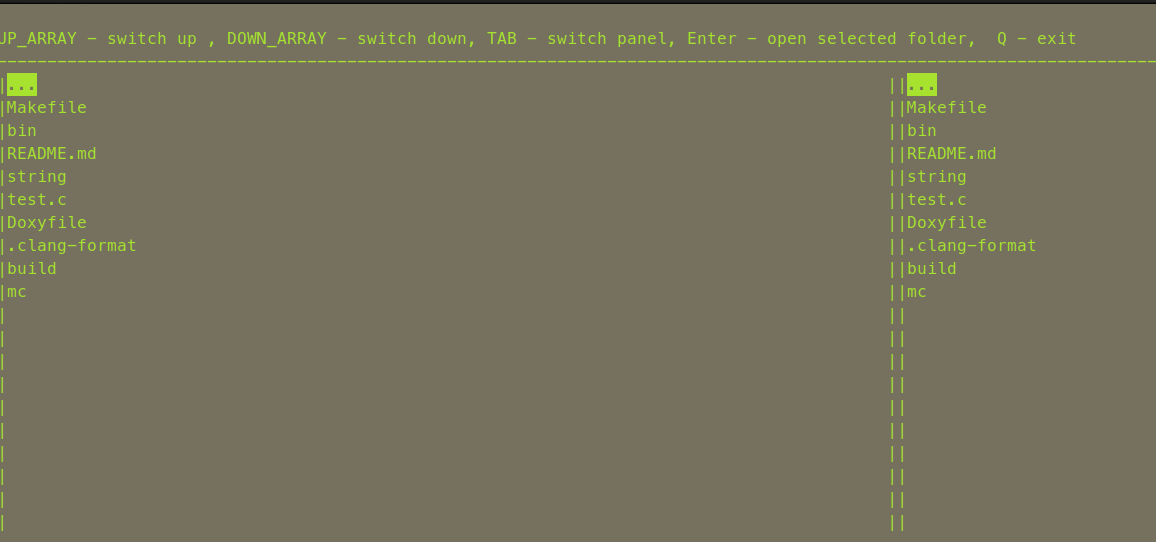 UP_ARRAY - switch up , DOWN_ARRAY - switch down, TAB - switch panel, Enter - open selected folder,  Q - exit
|...||...
|Makefile||Makefile
|bin||bin
|README.md||README.md
|string||string
|test.c||test.c
|Doxyfile||Doxyfile
|.clang-format||.clang-format
|build||build
|mc||mc